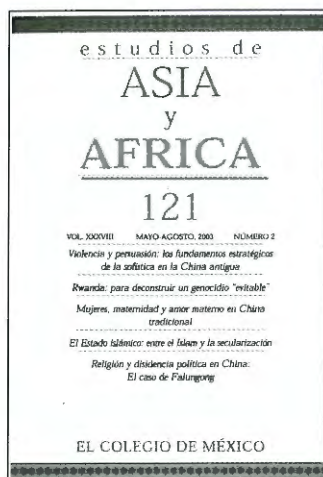 estudios de
ASIA
y
AFRICA
121
VOL. XXXVIII MAYO-AGOSTO, 2003 NÚMERO 2
Violencia y persuasión: los fundamentos estratégicos
de la sofística en la China antigua
Rwanda: para deconstruir un genocidio "evitable"
Mujeres, maternidad y amor materno en China
tradicional
El Estado Islámico: entre el Islam y la secularización
Religión y disidencia política en China:
El caso de Falungong
EL COLEGIO DE MÉXICO